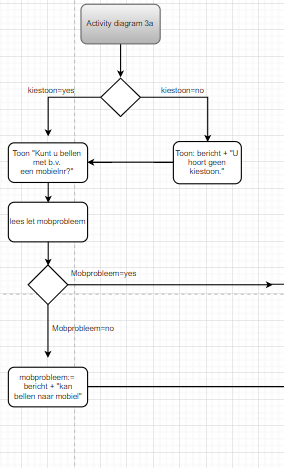 Activity diagram 3a
kiestoon=yes
kiestoon=no
Toon "Kunt u bellen
met b.v.
een mobielnr?"
Toon: bericht + "U
hoort geen
kiestoon."
lees let mobprobleem
Mobprobleem=yes
Mobprobleem=no
mobprobleem:=
bericht + "kan
bellen naar mobiel"